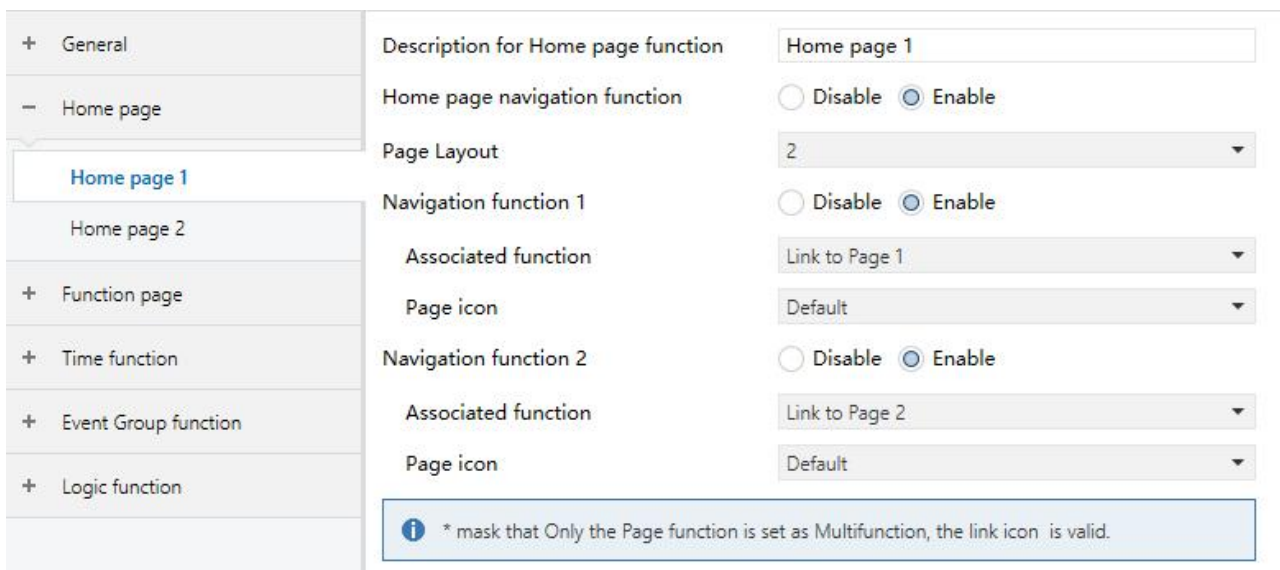 General
Home page
Home page 1
Home page 2
Function page
Time function
Event Group function
Logic function
Description for Home page function Home page 1
Home page navigation function Disable Enable
Page Layout 2
Navigation function 1 Disable Enable
Associated function Link to Page 1
Page icon Default
Navigation function 2 Disable Enable
Associated function Link to Page 2
Page icon Default
* mask that Only the Page function is set as Multifunction, the link icon is valid.